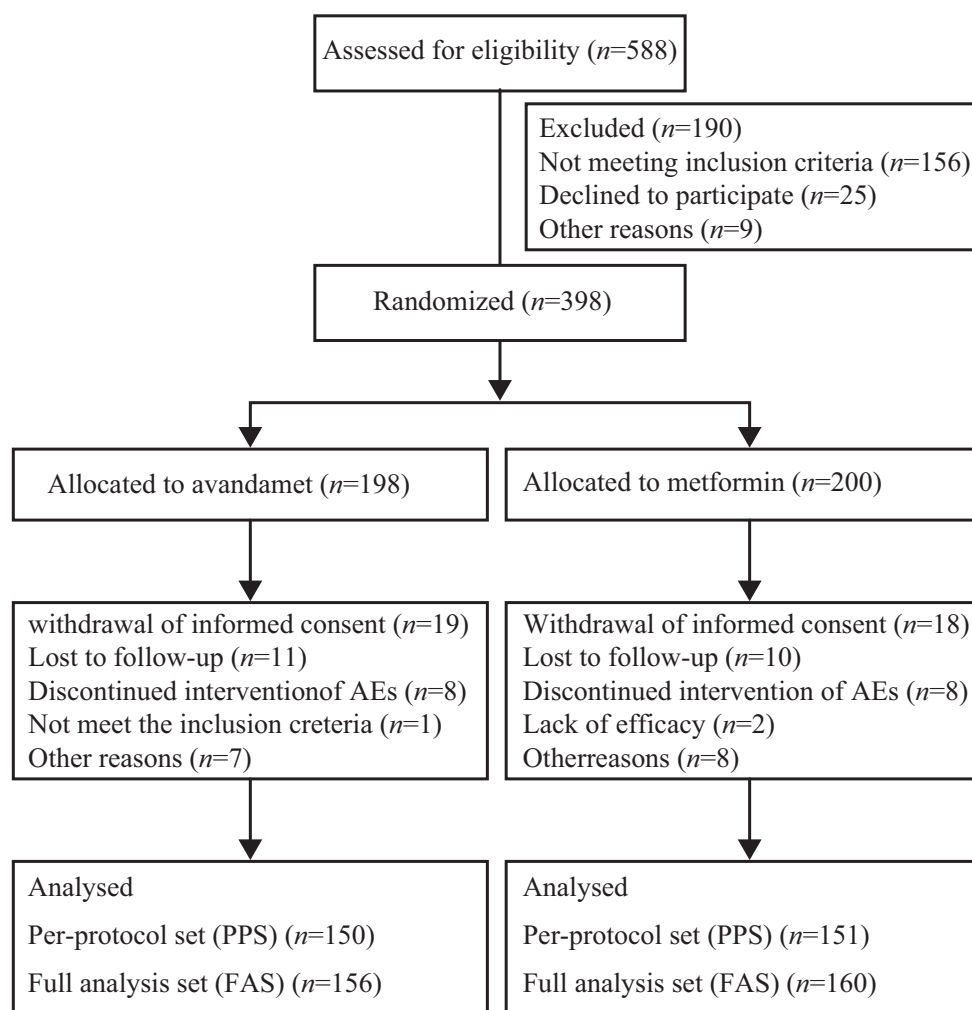 Assessed for eligibility (n=588)
Excluded (n=190)
Not meeting inclusion criteria (n=156)
Declined to participate (n=25)
Other reasons (n=9)
Randomized (n=398)
Allocated to avandamet (n=198)
Allocated to metformin (n=200)
withdrawal of informed consent (n=19)
Lost to follow-up (n=11)
Discontinued interventionof AEs (n=8)
Not meet the inclusion creteria (n=1)
Other reasons (n=7)
Withdrawal of informed consent (n=18)
Lost to follow-up (n=10)
Discontinued intervention of AEs (n=8)
Lack of efficacy (n=2)
Otherreasons (n=8)
Analysed
Per-protocol set (PPS) (n=150)
Full analysis set (FAS) (n=156)
Analysed
Per-protocol set (PPS) (n=151)
Full analysis set (FAS) (n=160)